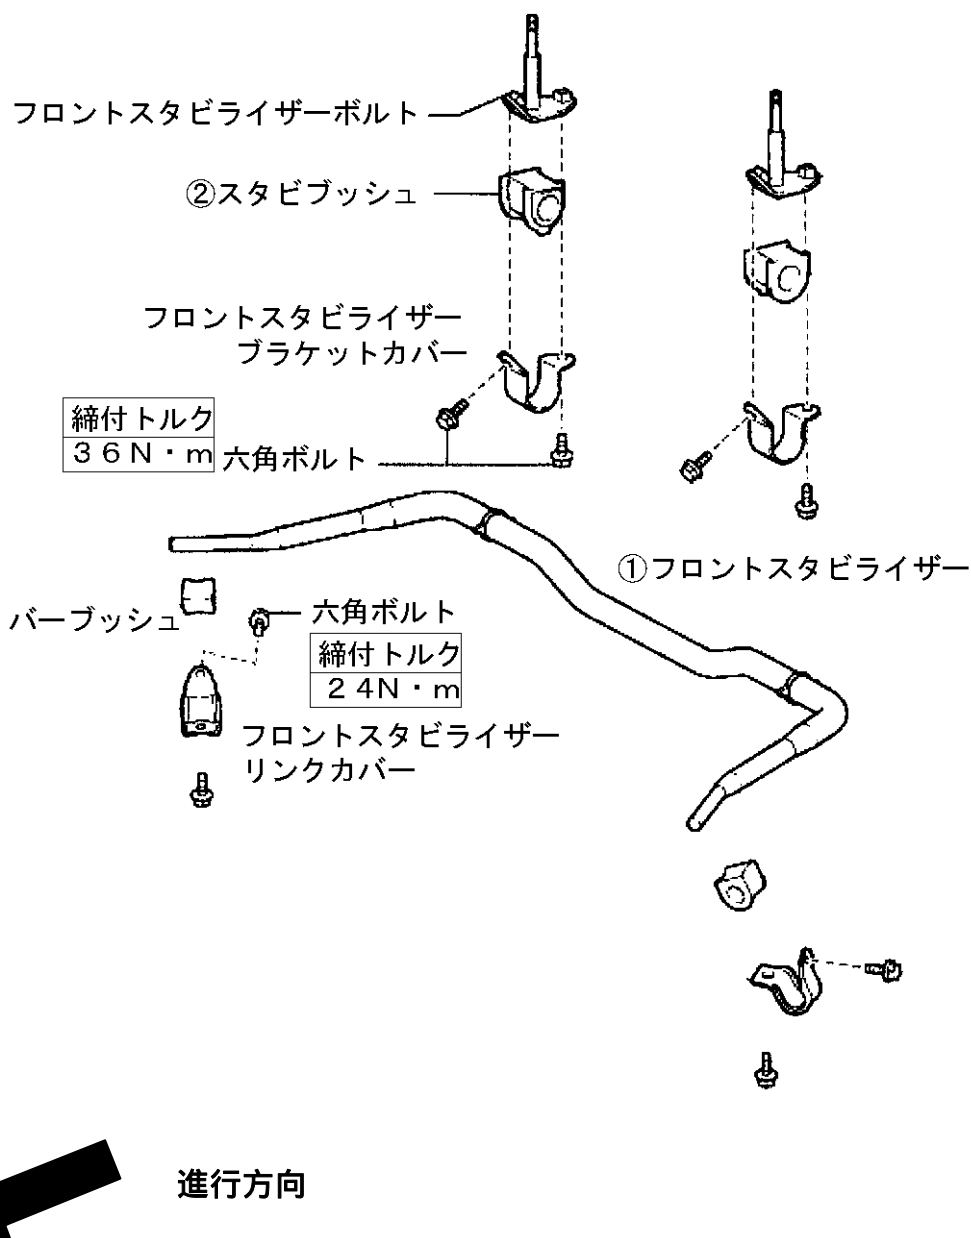 フロントスタビライザーボルト
②スタビブッシュ
フロントスタビライザー
ブラケットカバー
締付トルク
36N・m
六角ボルト
①フロントスタビライザー
バーブッシュ
六角ボルト
締付トルク
24N・m
フロントスタビライザー
リンクカバー
進行方向